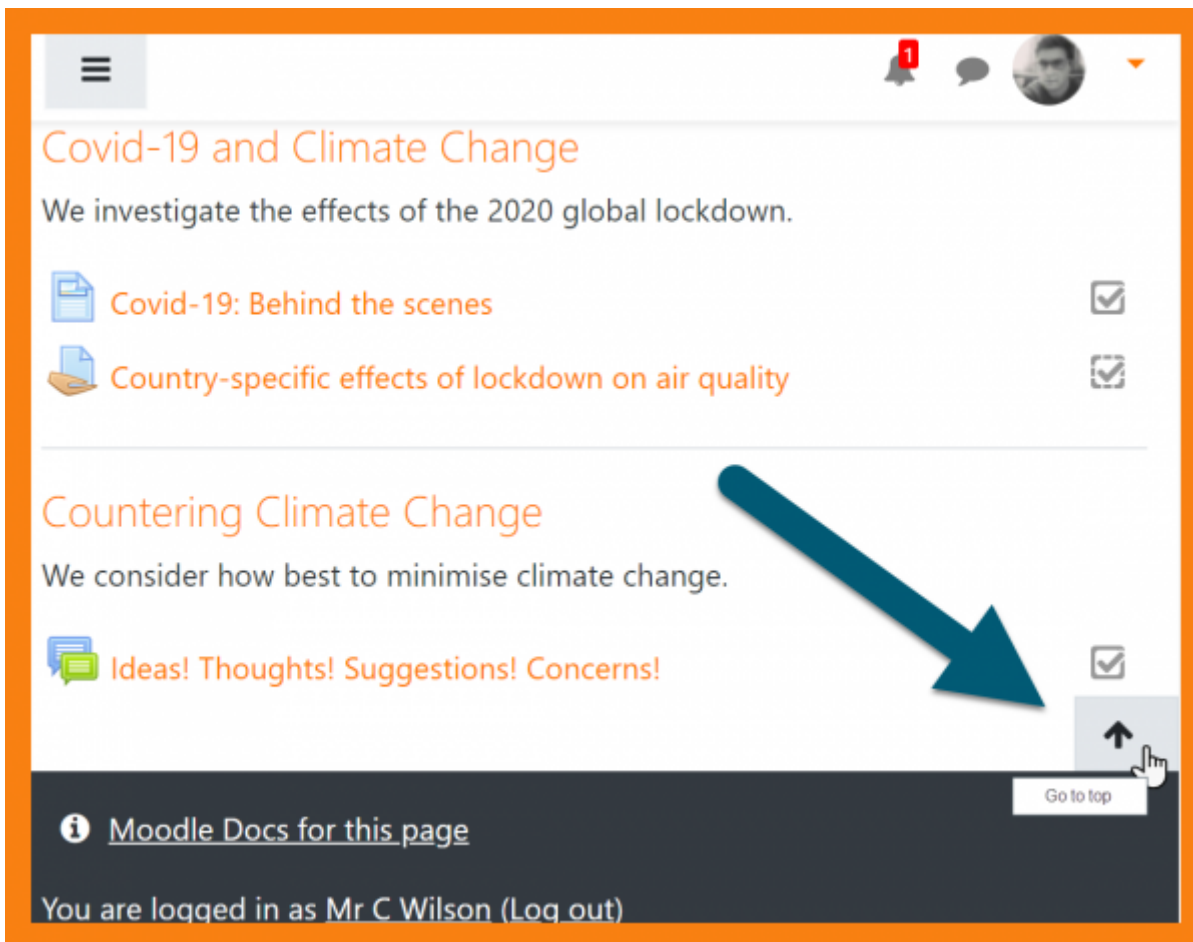 1
Covid-19 and Climate Change
We investigate the effects of the 2020 global lockdown.
Covid-19: Behind the scenes
Country-specific effects of lockdown on air quality
Countering Climate Change
We consider how best to minimise climate change.
Ideas! Thoughts! Suggestions! Concerns!
Go to top
Moodle Docs for this page
You are logged in as Mr C Wilson (Log out)